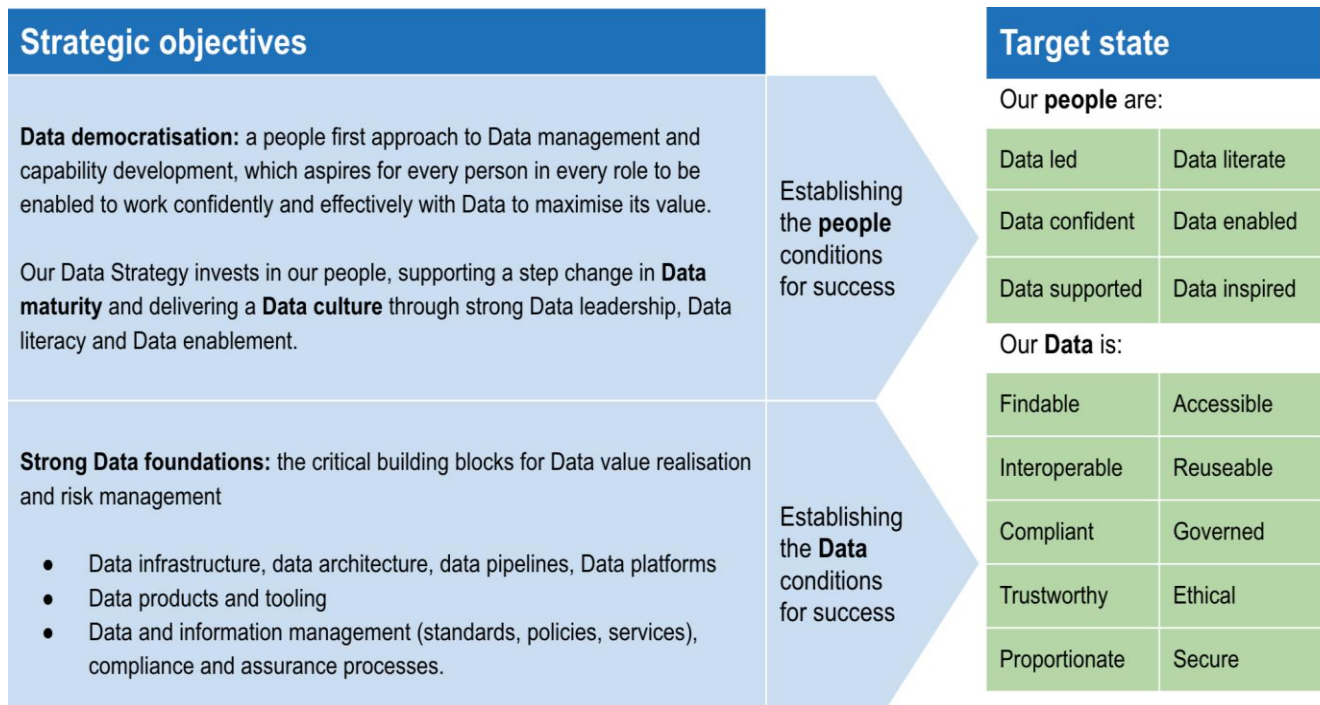 Strategic objectives
Data democratisation: a people first approach to Data management and
capability development, which aspires for every person in every role to be
enabled to work confidently and effectively with Data to maximise its value.
Our Data Strategy invests in our people, supporting a step change in Data
maturity and delivering a Data culture through strong Data leadership, Data
literacy and Data enablement.
Establishing
the people
conditions
for success
Strong Data foundations: the critical building blocks for Data value realisation
and risk management
● Data infrastructure, data architecture, data pipelines, Data platforms
● Data products and tooling
● Data and information management (standards, policies, services),
compliance and assurance processes.
Establishing
the Data
conditions
for success
Target state
Our people are:
Data led Data literate
Data confident Data enabled
Data supported Data inspired
Our Data is:
Findable Accessible
Interoperable Reuseable
Compliant Governed
Trustworthy Ethical
Proportionate Secure